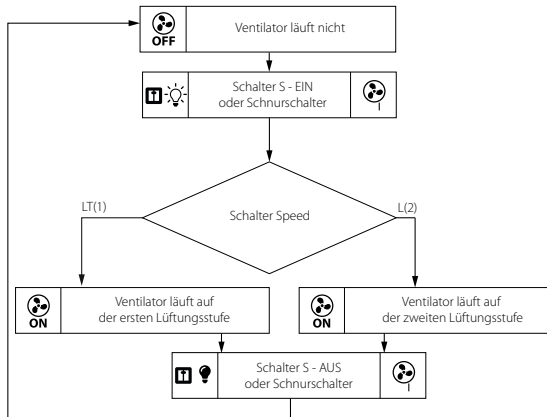 OFF
Ventilator läuft nicht
Schalter S - EIN
oder Schnurschalter
LT(1)
Schalter Speed
L(2)
ON
Ventilator läuft auf
der ersten Lüftungsstufe
ON
Ventilator läuft auf
der zweiten Lüftungsstufe
Schalter S - AUS
oder Schnurschalter